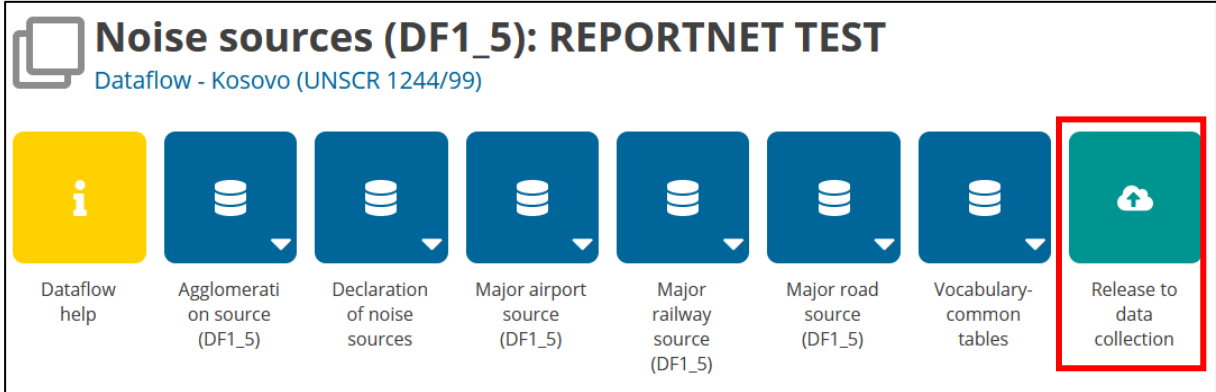 Noise sources (DF1_5): REPORTNET TEST
Dataflow - Kosovo (UNSCR 1244/99)
Dataflow
help
Agglomerati
on source
(DF1_5)
Declaration
of noise
sources
Major airport
source
(DF1_5)
Major
railway
source
(DF1_5)
Major road
source
(DF1_5)
Vocabulary-
common
tables
Release to
data
collection